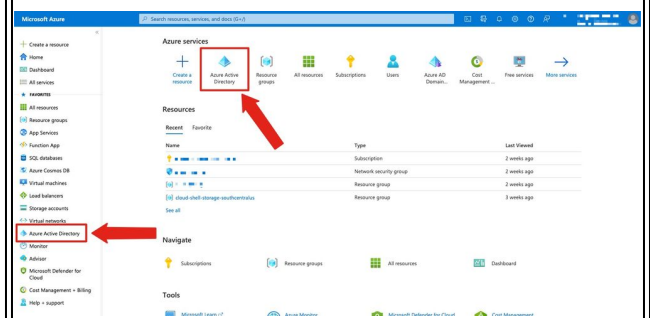 Microsoft Azure
Search resources, services, and docs (G+/)
Create a resource
Home
Dashboard
All services
FAVORITES
All resources
Resource groups
App Services
Function App
SQL databases
Azure Cosmos DB
Virtual machines
Load balancers
Storage accounts
Virtual networks
Azure Active Directory
Monitor
Advisor
Microsoft Defender for
Cloud
Cost Management + Billing
Help + support
Azure services
Create a
resource
Azure Active
Directory
Resource
groups
All resources
Subscriptions
Users
Azure AD
Domain...
Cost
Management ...
Free services
More services
Resources
Recent Favorite
Name Type Last Viewed
Subscription 2 weeks ago
Network security group 2 weeks ago
Resource group 2 weeks ago
cloud-shell-storage-southcentralus Resource group 3 weeks ago
See all
Navigate
Subscriptions Resource groups All resources Dashboard
Tools
Microsoft Learn Azure Monitor Microsoft Defender for Cloud Cost Management